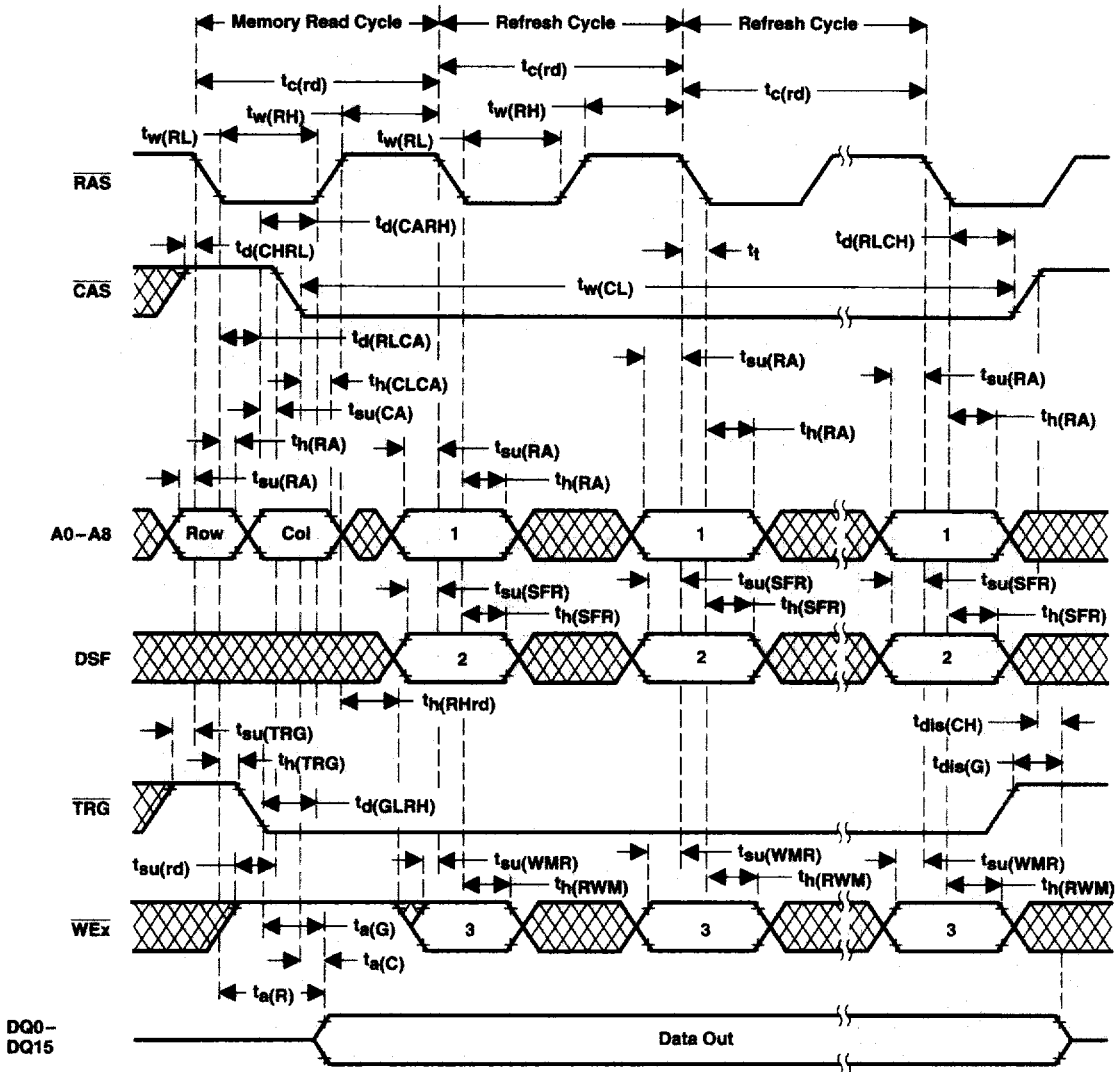 Memory Read Cycle Refresh Cycle Refresh Cycle
tc(rd) tc(rd) tc(rd)
tw(RH) tw(RH)
tw(RL) tw(RL)
RAS
td(CARH)
td(CHRL) tt td(RLCH)
CAS
tw(CL)
td(RLCA)
tsu(RA)
th(CLCA) tsu(RA)
tsu(CA)
th(RA) th(RA)
th(RA) tsu(RA)
tsu(RA) th(RA)
A0–A8 Row Col 1 1 1
tsu(SFR) tsu(SFR) tsu(SFR)
th(SFR) th(SFR) th(SFR)
DSF 2 2 2
th(RHrd)
tsu(TRG) tdis(CH)
th(TRG) tdis(G)
TRG td(GLRH)
tsu(rd) tsu(WMR) tsu(WMR) tsu(WMR)
th(RWM) th(RWM) th(RWM)
WEx ta(G) 3 3 3
ta(C)
ta(R)
DQ0–
DQ15 Data Out